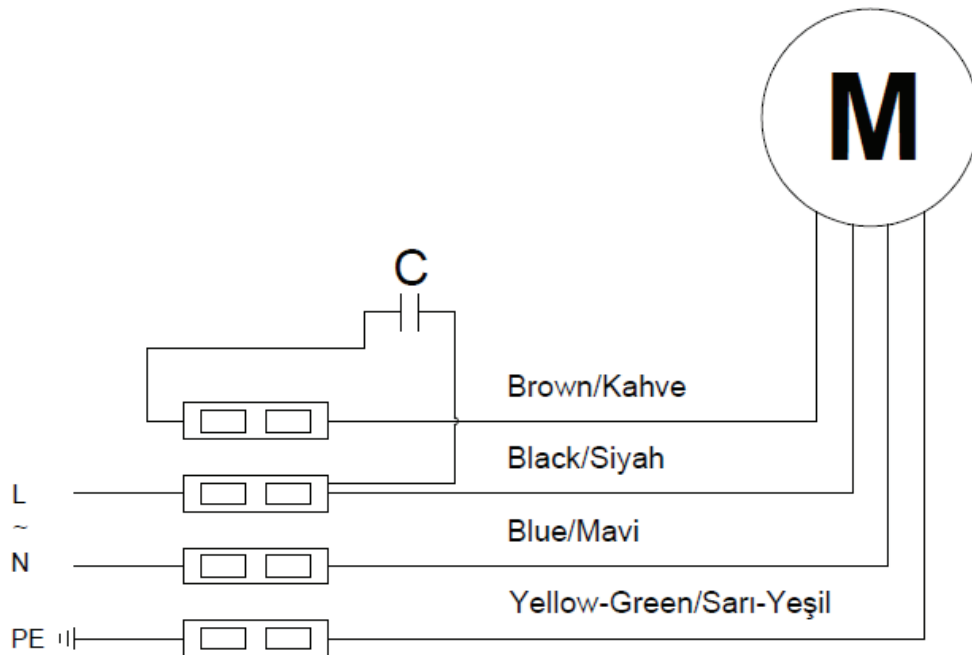 M
C
Brown/Kahve
Black/Siyah
L
~
Blue/Mavi
N
Yellow-Green/Sarı-Yeşil
PE